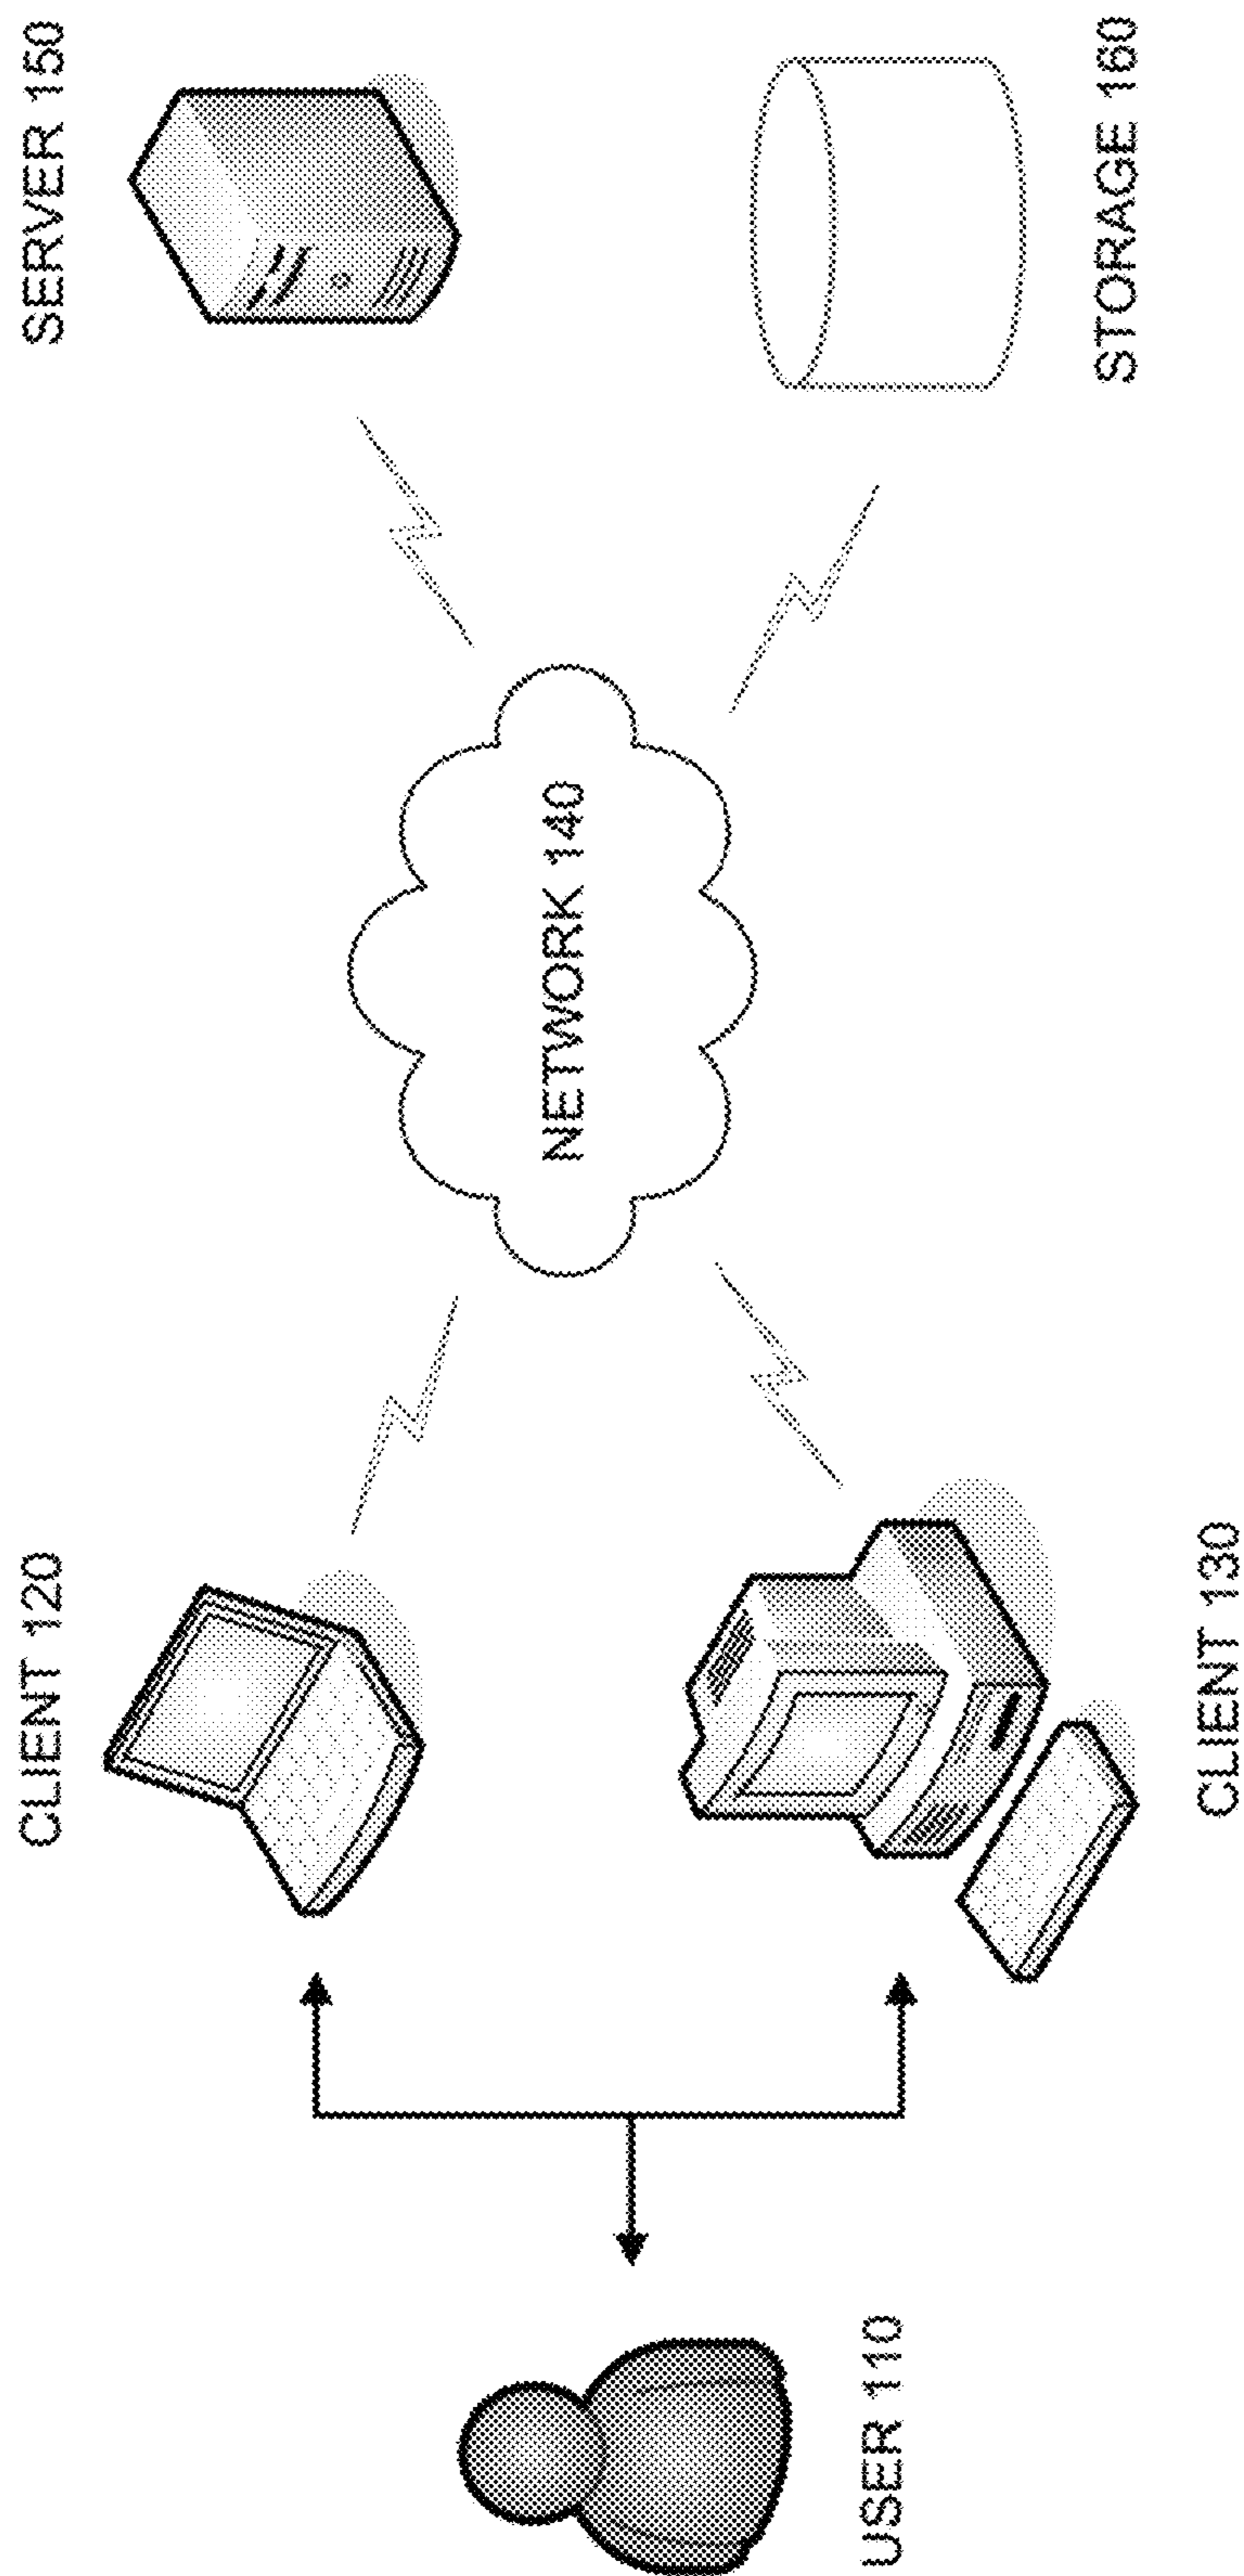 USER 110
CLIENT 120
CLIENT 130
NETWORK 140
SERVER 150
STORAGE 160